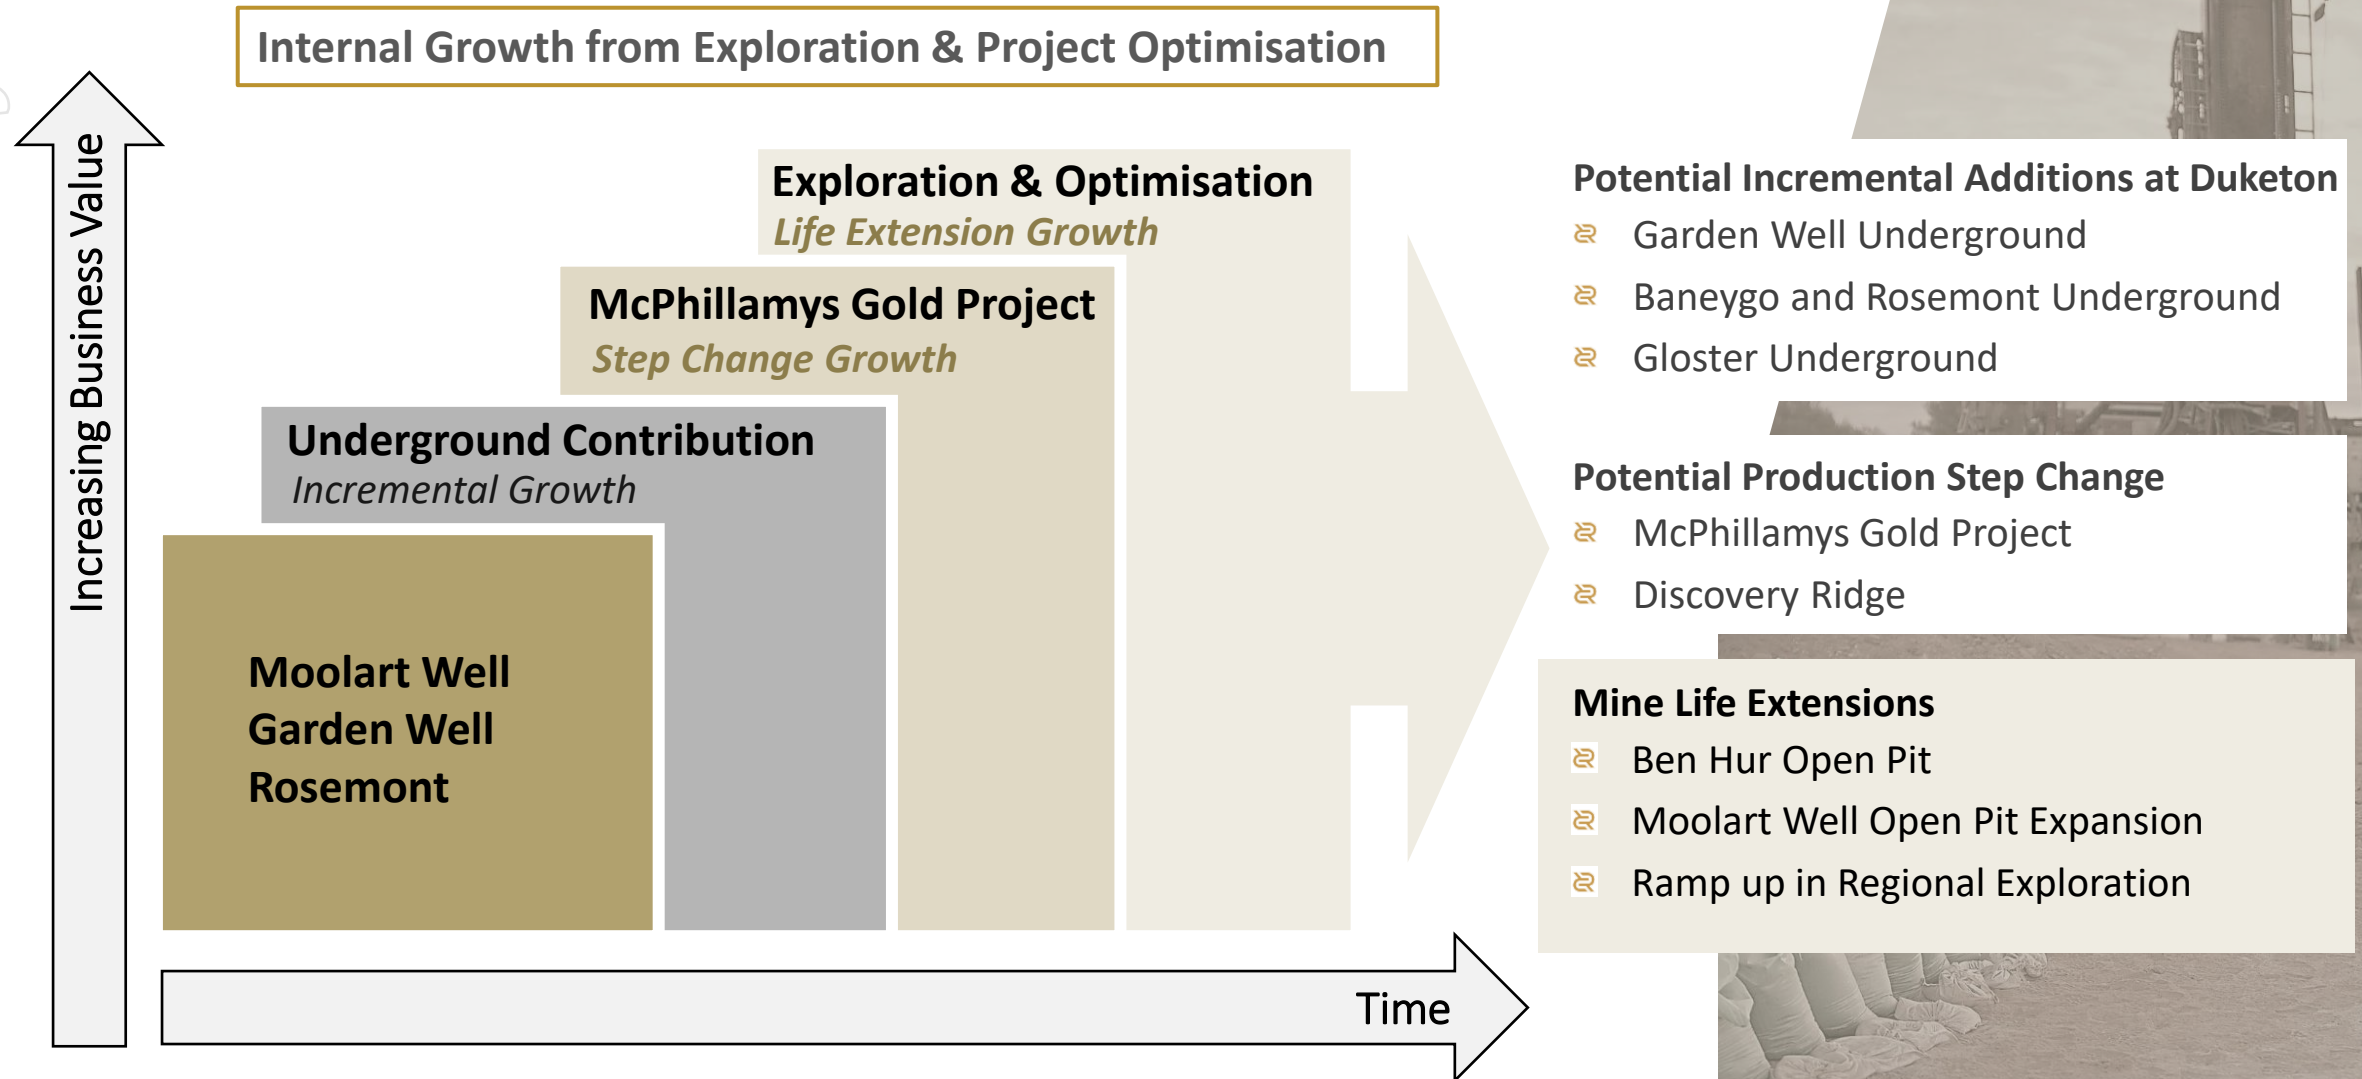 Internal Growth from Exploration & Project Optimisation
Increasing Business Value
Exploration & Optimisation
Life Extension Growth
McPhillamys Gold Project
Step Change Growth
Underground Contribution
Incremental Growth
Moolart Well
Garden Well
Rosemont
Time
Potential Incremental Additions at Duketon
Garden Well Underground
Baneygo and Rosemont Underground
Gloster Underground
Potential Production Step Change
McPhillamys Gold Project
Discovery Ridge
Mine Life Extensions
Ben Hur Open Pit
Moolart Well Open Pit Expansion
Ramp up in Regional Exploration